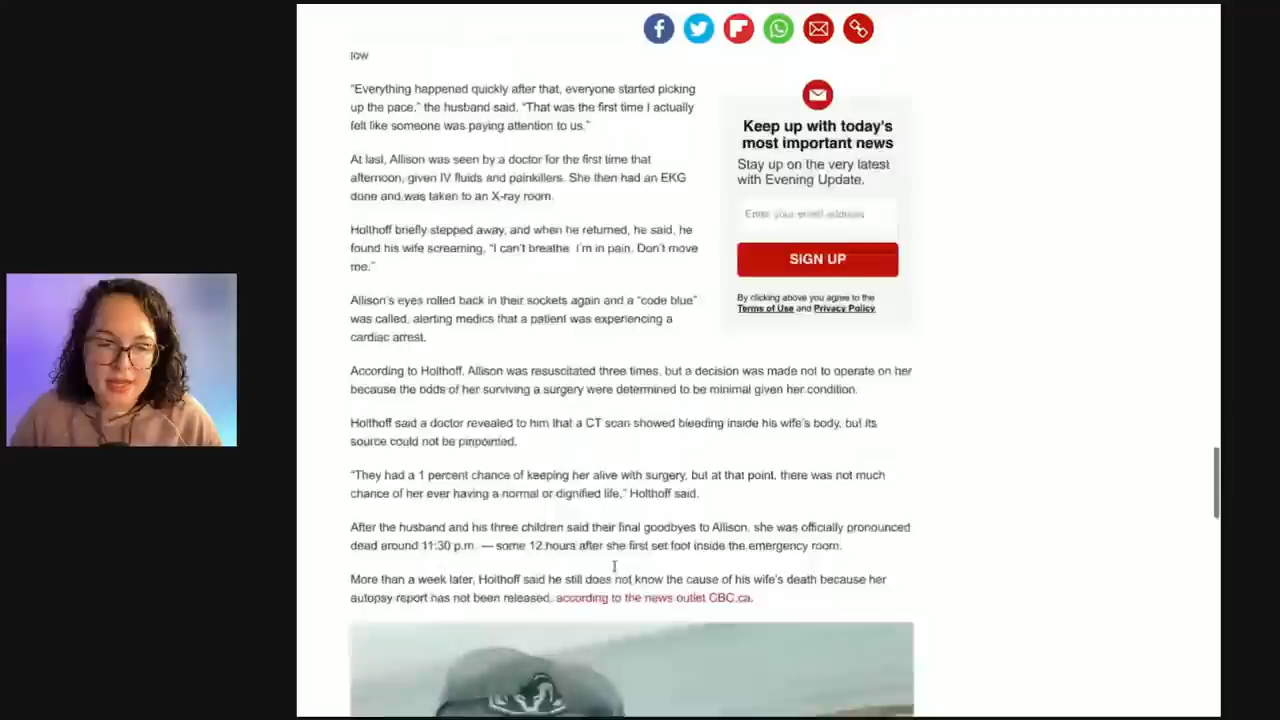 low
"Everything happened quickly after that, everyone started picking
up the pace," the husband said. "That was the first time I actually
felt like someone was paying attention to us."
At last, Allison was seen by a doctor for the first time that
afternoon, given IV fluids and painkillers. She then had an EKG
done and was taken to an X-ray room.
Holthoff briefly stepped away, and when he returned, he said, he
found his wife screaming, "I can't breathe. I'm in pain. Don't move
me."
Allison's eyes rolled back in their sockets again and a "code blue"
was called, alerting medics that a patient was experiencing a
cardiac arrest.
Keep up with today's
most important news
Stay up on the very latest
with Evening Update.
Enter your email address
SIGN UP
By clicking above you agree to the
Terms of Use and Privacy Policy
According to Holthoff, Allison was resuscitated three times, but a decision was made not to operate on her
because the odds of her surviving a surgery were determined to be minimal given her condition.
Holthoff said a doctor revealed to him that a CT scan showed bleeding inside his wife's body, but its
source could not be pinpointed.
"They had a 1 percent chance of keeping her alive with surgery, but at that point, there was not much
chance of her ever having a normal or dignified life," Holthoff said.
After the husband and his three children said their final goodbyes to Allison, she was officially pronounced
dead around 11:30 p.m. — some 12 hours after she first set foot inside the emergency room.
More than a week later, Holthoff said he still does not know the cause of his wife's death because her
autopsy report has not been released, according to the news outlet CBC.ca.